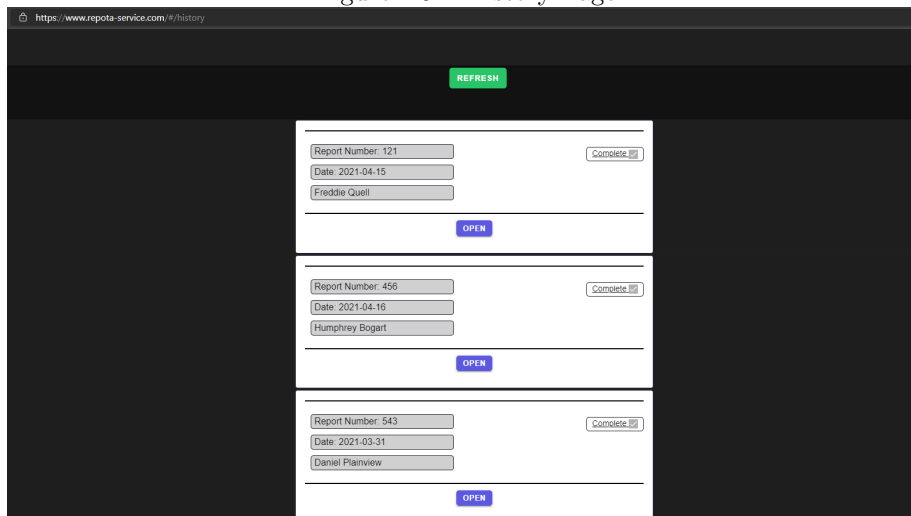 https://www.repota-service.com/#/history
REFRESH
Report Number: 121
Complete
Date: 2021-04-15
Freddie Quell
OPEN
Report Number: 456
Complete
Date: 2021-04-16
Humphrey Bogart
OPEN
Report Number: 543
Complete
Date: 2021-03-31
Daniel Plainview
OPEN